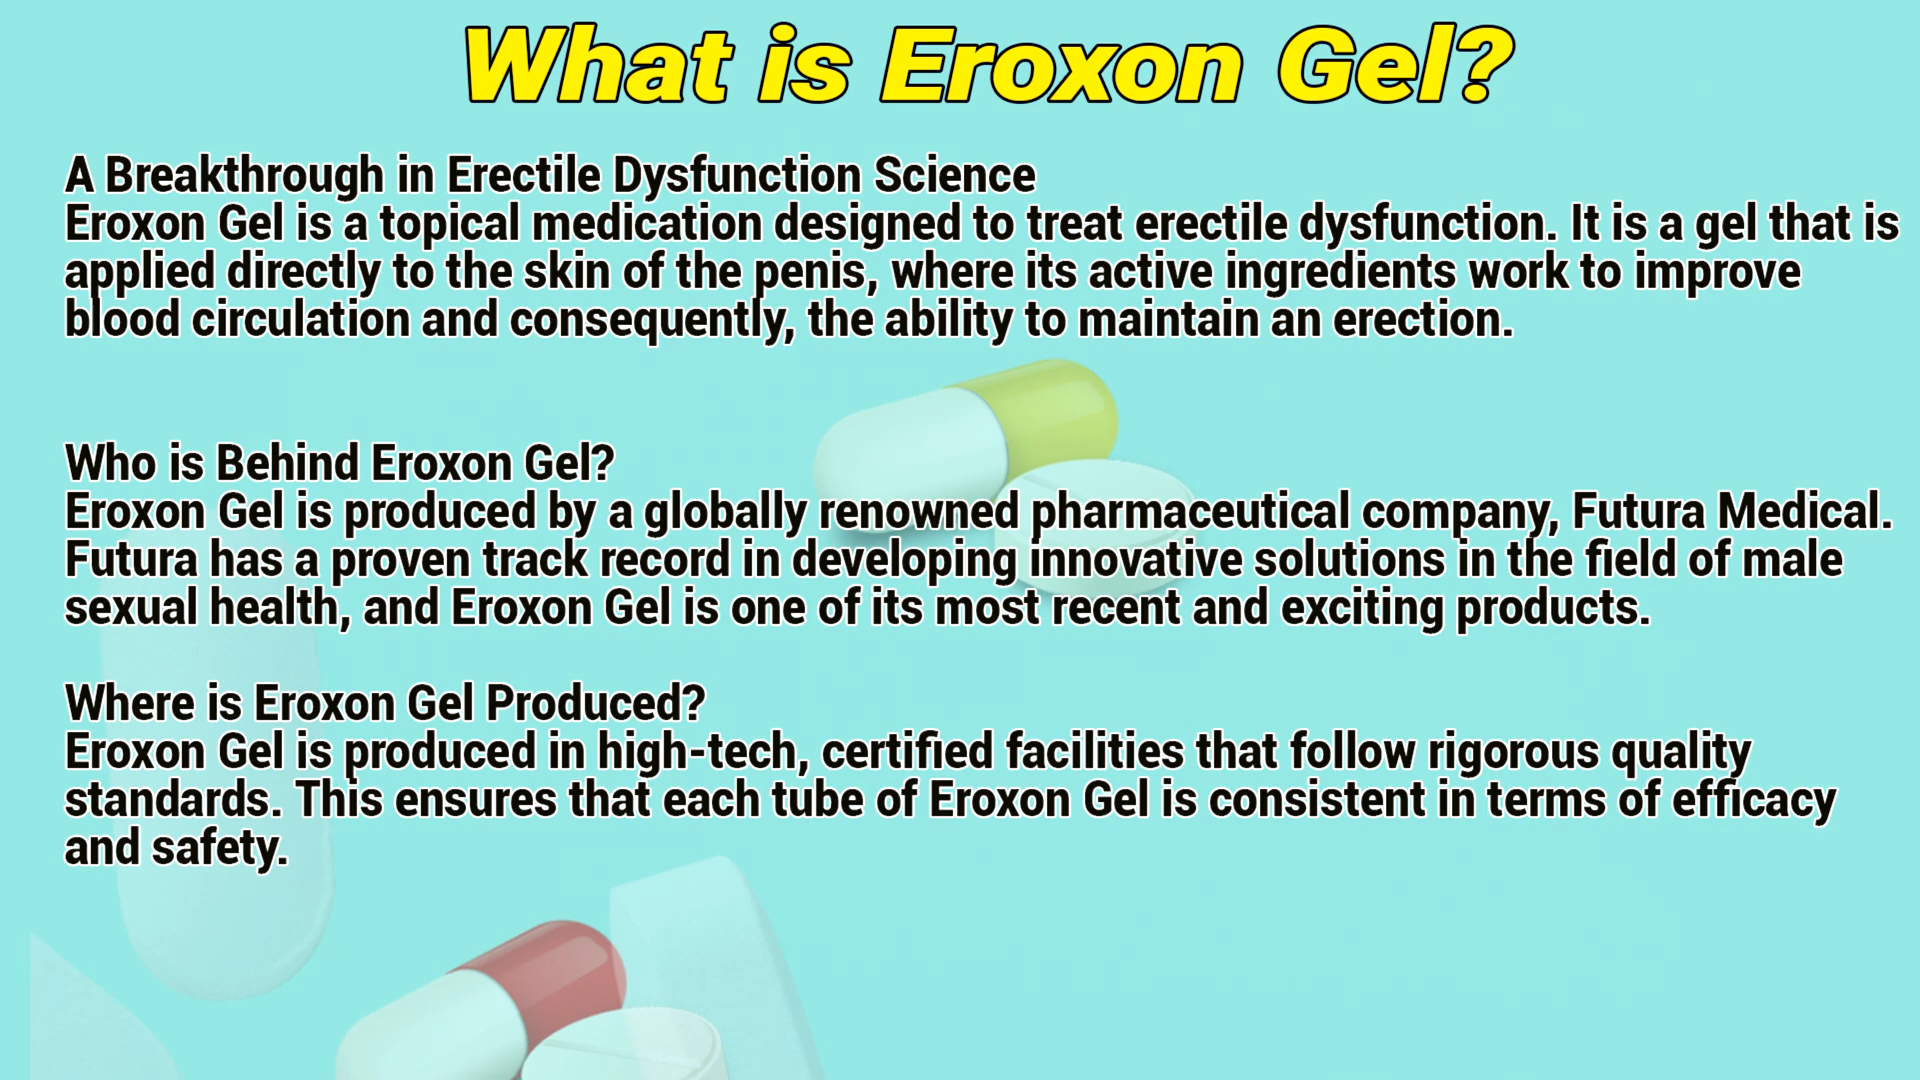 What is Eroxon Gel?
A Breakthrough in Erectile Dysfunction Science
Eroxon Gel is a topical medication designed to treat erectile dysfunction. It is a gel that is
applied directly to the skin of the penis, where its active ingredients work to improve
blood circulation and consequently, the ability to maintain an erection.
Who is Behind Eroxon Gel?
Eroxon Gel is produced by a globally renowned pharmaceutical company, Futura Medical.
Futura has a proven track record in developing innovative solutions in the field of male
sexual health, and Eroxon Gel is one of its most recent and exciting products.
Where is Eroxon Gel Produced?
Eroxon Gel is produced in high-tech, certified facilities that follow rigorous quality
standards. This ensures that each tube of Eroxon Gel is consistent in terms of efficacy
and safety.